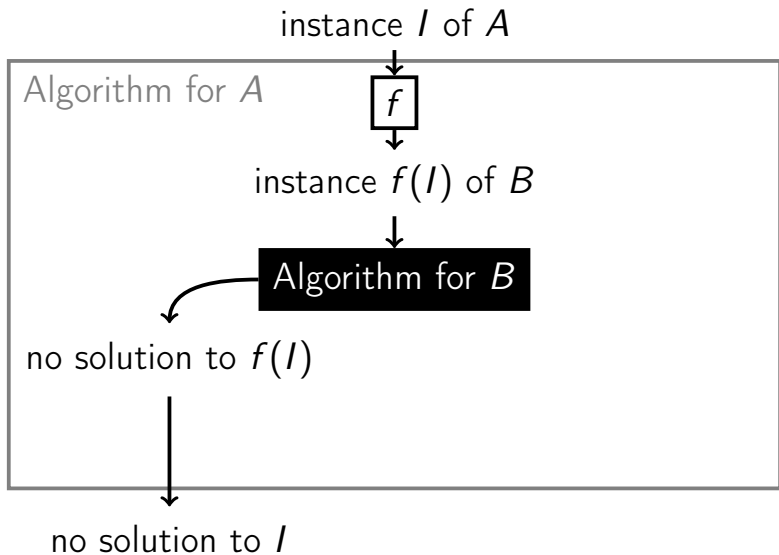 instance I of A
Algorithm for A
f
instance f(I) of B
Algorithm for B
no solution to f(I)
no solution to I